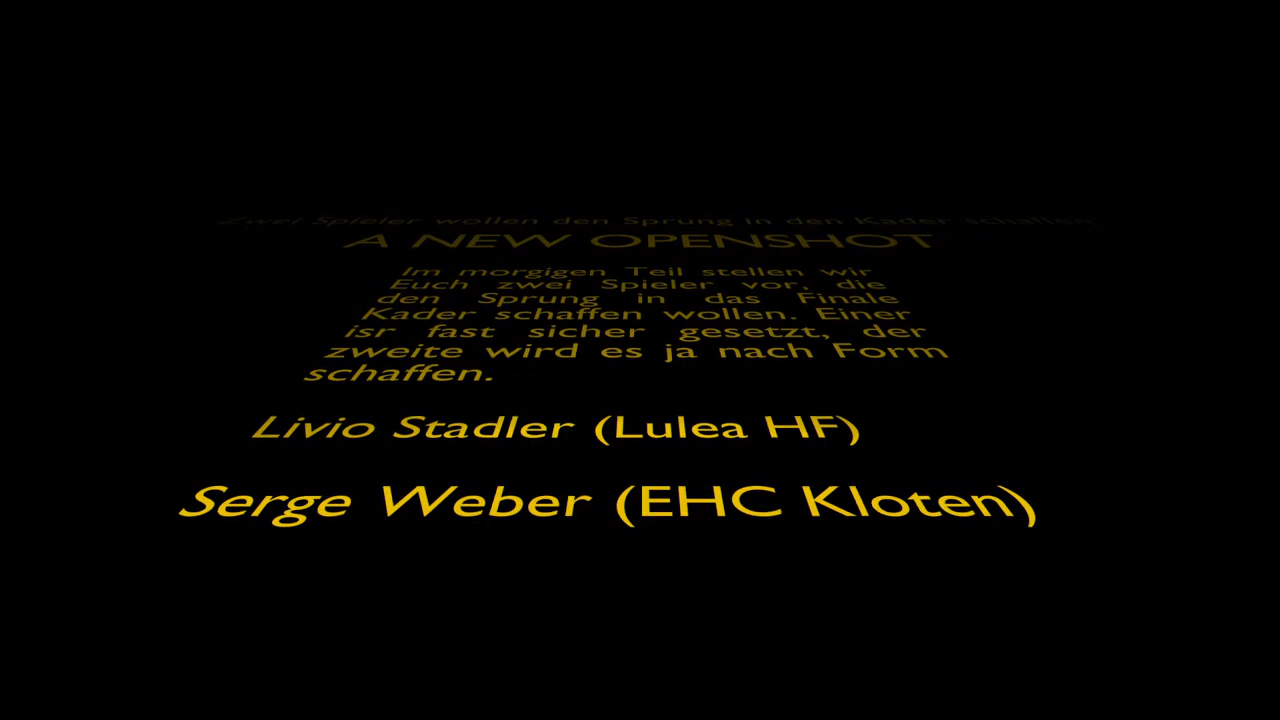 Zwei Spieler wollen den Sprung in den Kader schaffen
A NEW OPENSHOT
Im morgigen Teil stellen wir
Euch zwei Spieler vor, die
den Sprung in das Finale
Kader schaffen wollen. Einer
isr fast sicher gesetzt, der
zweite wird es ja nach Form
schaffen.
Livio Stadler (Lulea HF)
Serge Weber (EHC Kloten)